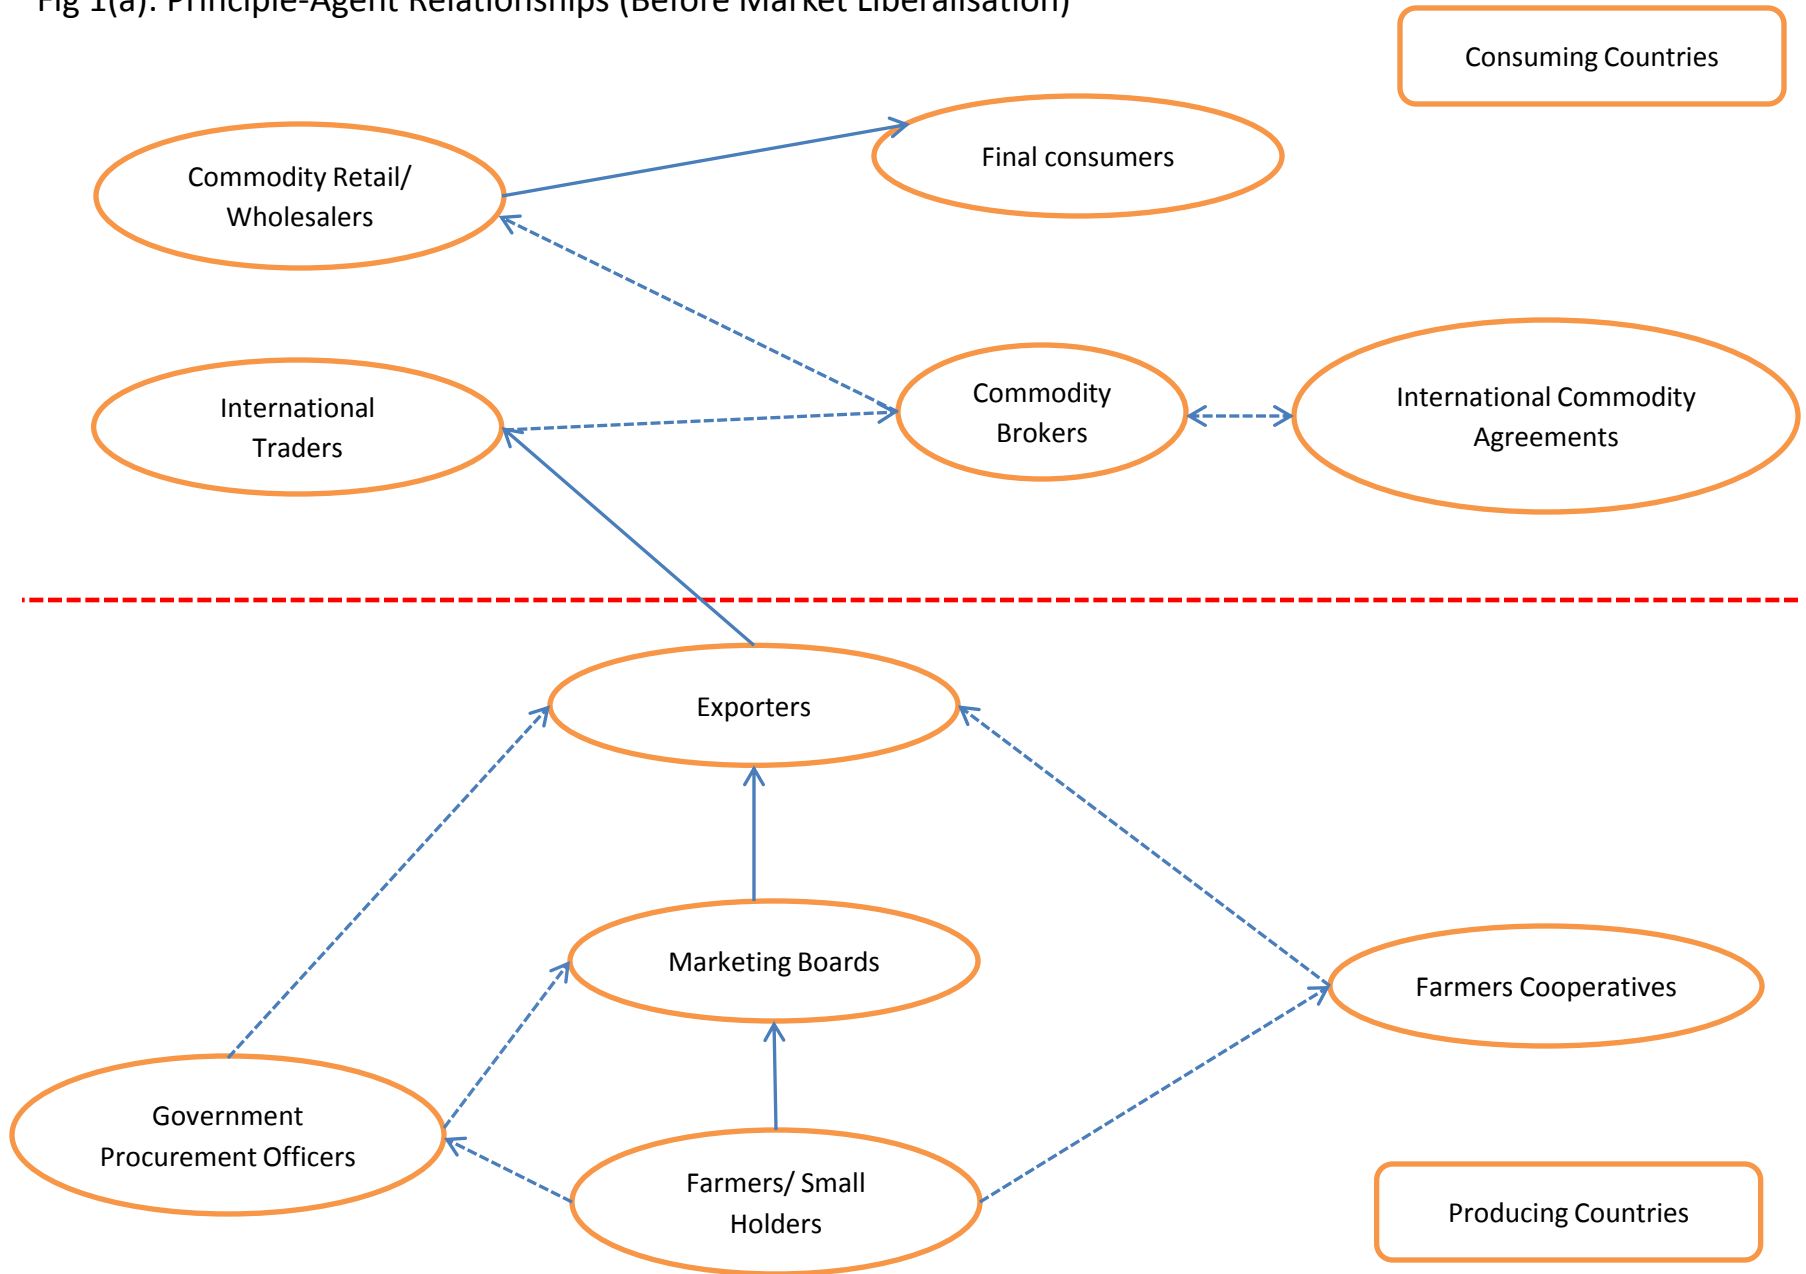 Fig 1(a): Principle-Agent Relationships (Before Market Liberalisation)
Consuming Countries
Commodity Retail/
Wholesalers
Final consumers
International
Traders
Commodity
Brokers
International Commodity
Agreements
Exporters
Marketing Boards
Farmers Cooperatives
Government
Procurement Officers
Farmers/ Small
Holders
Producing Countries